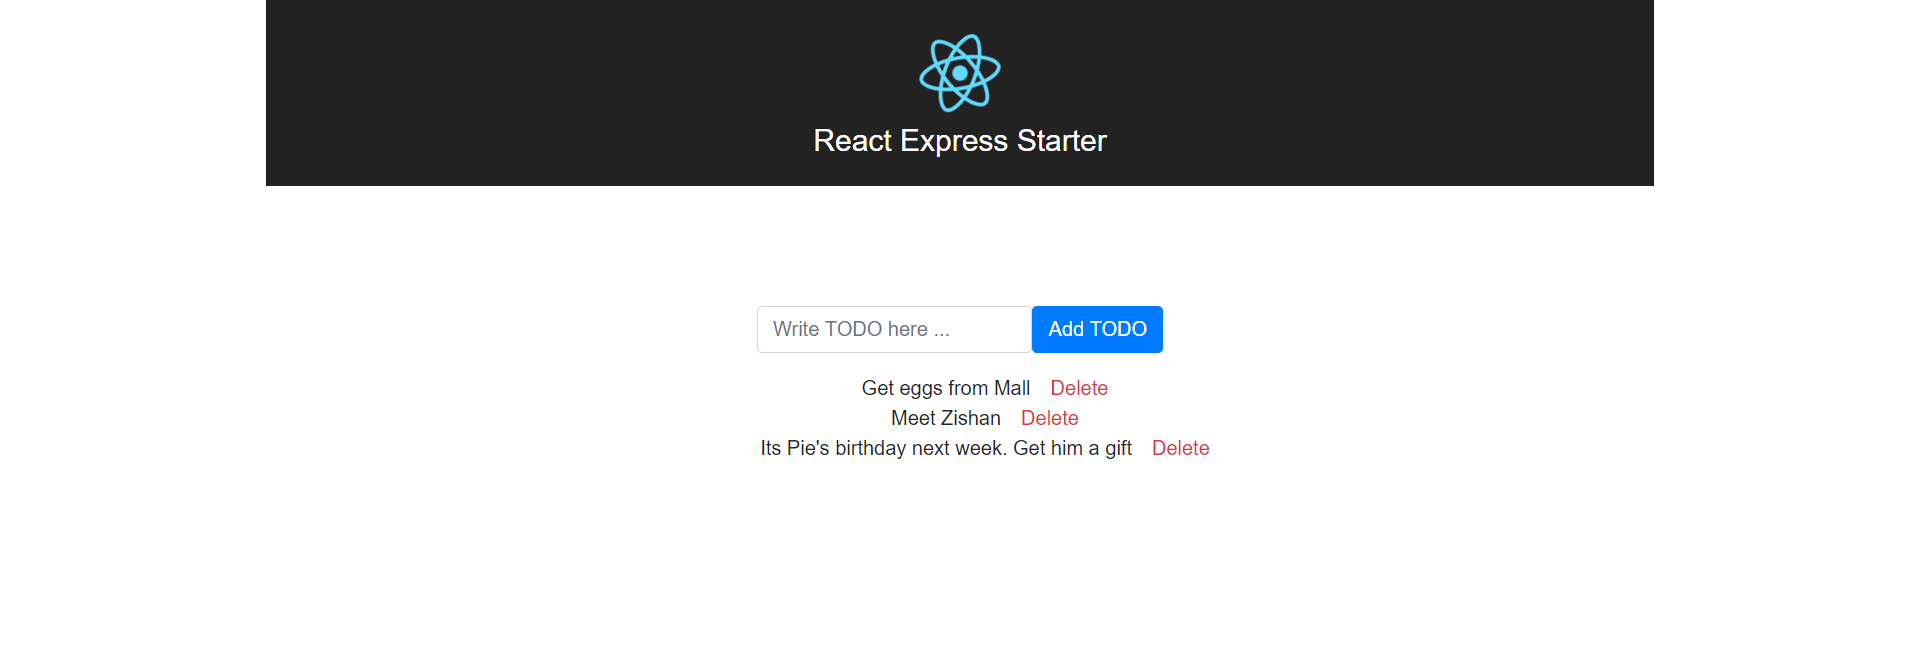 React Express Starter
Write TODO here ... Add TODO
Get eggs from Mall Delete
Meet Zishan Delete
Its Pie's birthday next week. Get him a gift Delete